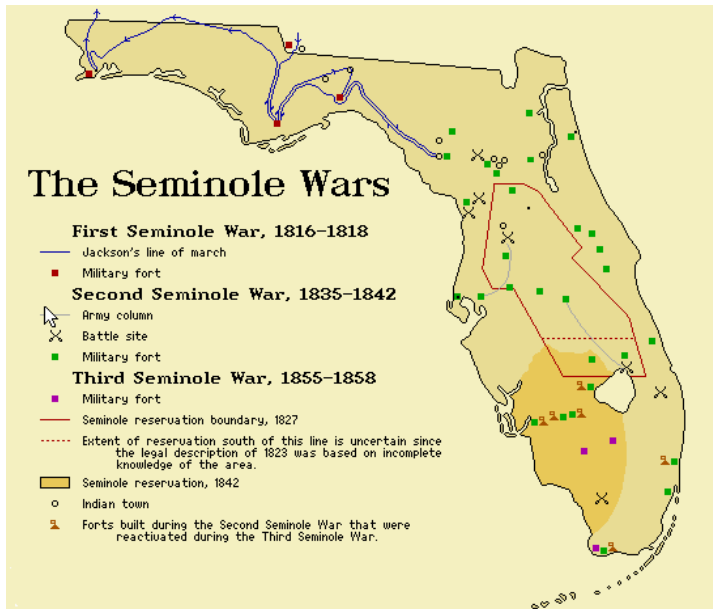 The Seminole Wars
First Seminole War, 1816-1818
Jackson's line of march
Military fort
Second Seminole War, 1835-1842
Army column
Battle site
Military fort
Third Seminole War, 1855-1858
Military fort
Seminole reservation boundary, 1827
Extent of reservation south of this line is uncertain since
the legal description of 1823 was based on incomplete
knowledge of the area.
Seminole reservation, 1842
Indian town
Forts built during the Second Seminole War that were
reactivated during the Third Seminole War.